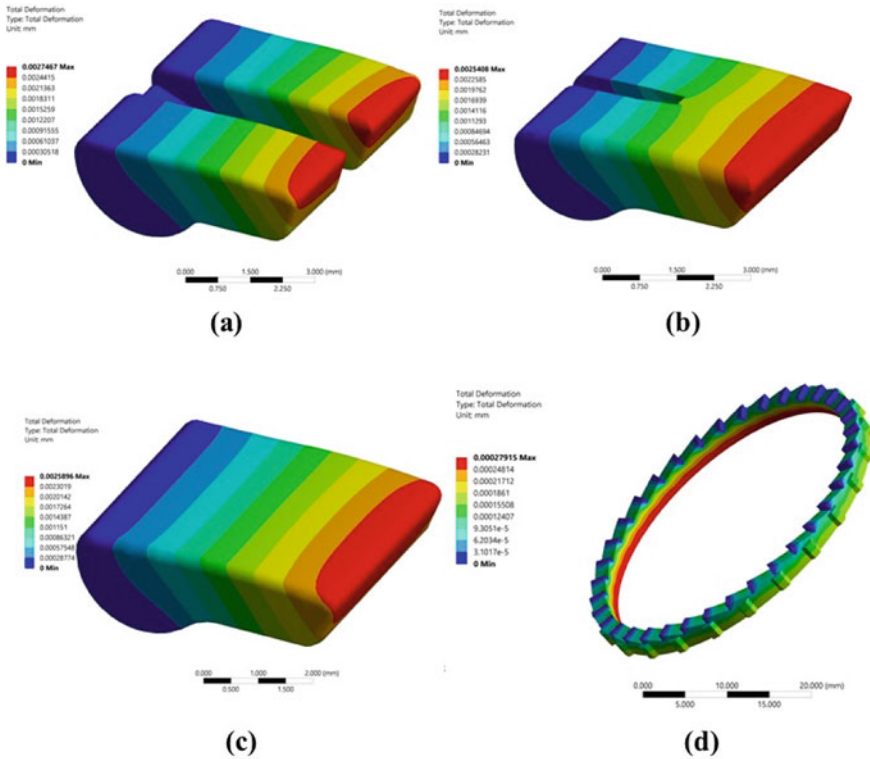 Total Deformation
Type: Total Deformation
Unit: mm
0.0027467 Max
0.0024415
0.0021363
0.0018311
0.0015259
0.0012207
0.00091555
0.00061037
0.00030518
0 Min
0.000 1.500 3.000 (mm)
0.750 2.250
(a)
Total Deformation
Type: Total Deformation
Unit: mm
0.0025408 Max
0.0022585
0.0019762
0.0016939
0.0014116
0.0011293
0.00084694
0.00056463
0.00028231
0 Min
0.000 1.500 3.000 (mm)
0.750 2.250
(b)
Total Deformation
Type: Total Deformation
Unit: mm
0.0025896 Max
0.0023019
0.0020142
0.0017264
0.0014387
0.001151
0.00086321
0.00057548
0.00028774
0 Min
0.000 1.000 2.000 (mm)
0.500 1.500
(c)
Total Deformation
Type: Total Deformation
Unit: mm
0.00027915 Max
0.00024814
0.00021712
0.0001861
0.00015508
0.00012407
9.3051e-5
6.2034e-5
3.1017e-5
0 Min
0.000 10.000 20.000 (mm)
5.000 15.000
(d)